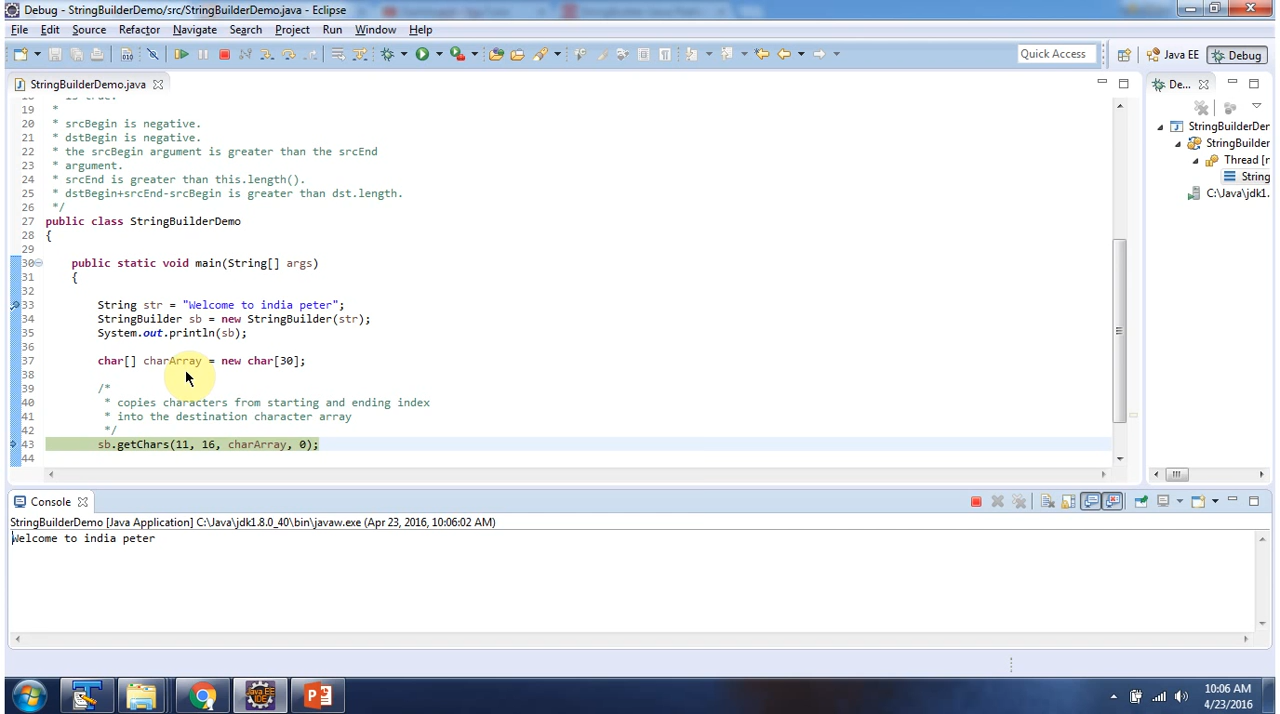 Debug - StringBuilderDemo/src/StringBuilderDemo.java - Eclipse
File Edit Source Refactor Navigate Search Project Run Window Help
Quick Access Java EE Debug
StringBuilderDemo.java De...
19 *
20 * srcBegin is negative.
21 * dstBegin is negative.
22 * the srcBegin argument is greater than the srcEnd
23 * argument.
24 * srcEnd is greater than this.length().
25 * dstBegin+srcEnd-srcBegin is greater than dst.length.
26 */
27 public class StringBuilderDemo
28 {
29
30 public static void main(String[] args)
31 {
32
33 String str = "Welcome to india peter";
34 StringBuilder sb = new StringBuilder(str);
35 System.out.println(sb);
36
37 char[] charArray = new char[30];
38
39 /*
40 * copies characters from starting and ending index
41 * into the destination character array
42 */
43 sb.getChars(11, 16, charArray, 0);
44
StringBuilderDer
StringBuilder
Thread [r
String
C:\Java\jdk1.
Console
StringBuilderDemo [Java Application] C:\Java\jdk1.8.0_40\bin\javaw.exe (Apr 23, 2016, 10:06:02 AM)
Welcome to india peter
Java EE
IDE
10:06 AM
4/23/2016